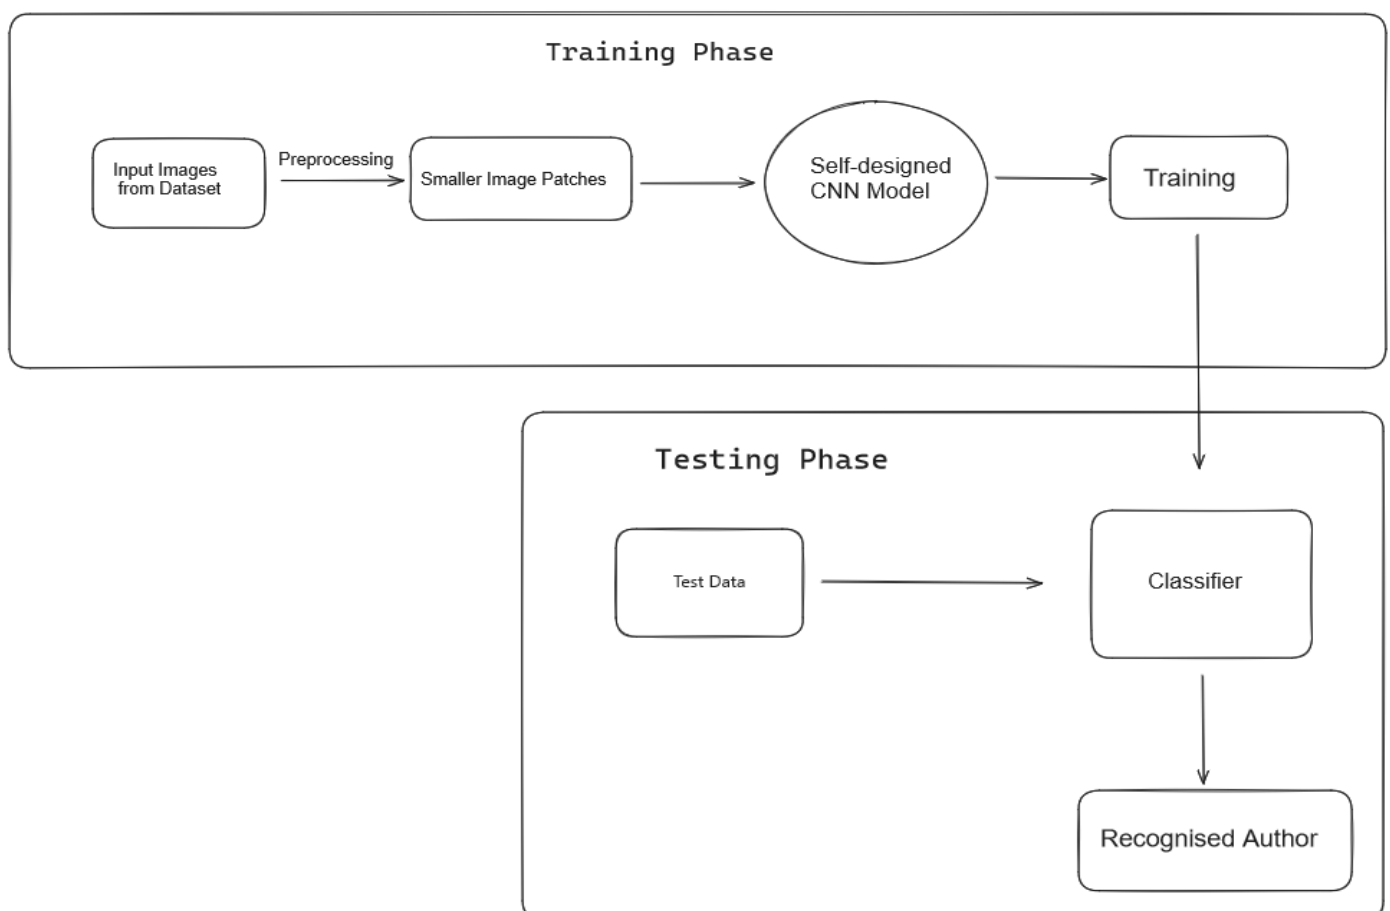 Training Phase
Input Images
from Dataset
Preprocessing
Smaller Image Patches
Self-designed
CNN Model
Training
Testing Phase
Test Data
Classifier
Recognised Author